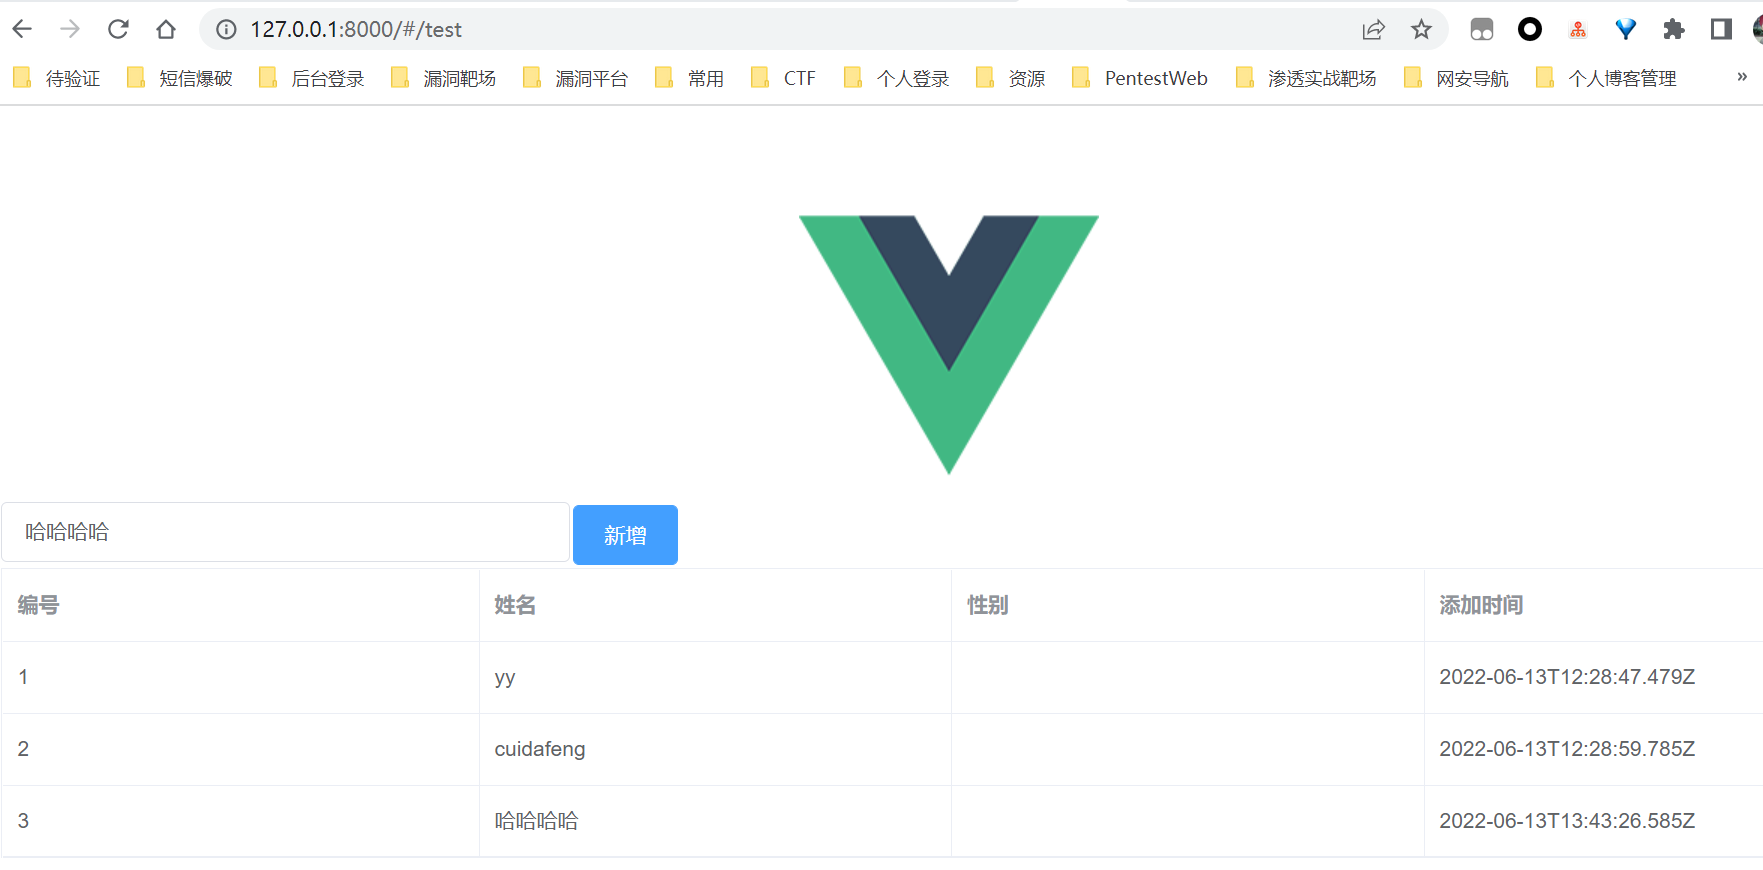 127.0.0.1:8000/#/test
待验证 短信爆破 后台登录 漏洞靶场 漏洞平台 常用 CTF 个人登录 资源 PentestWeb 渗透实战靶场 网安导航 个人博客管理 »
哈哈哈哈 新增
编号 姓名 性别 添加时间
1 yy 2022-06-13T12:28:47.479Z
2 cuidafeng 2022-06-13T12:28:59.785Z
3 哈哈哈哈 2022-06-13T13:43:26.585Z